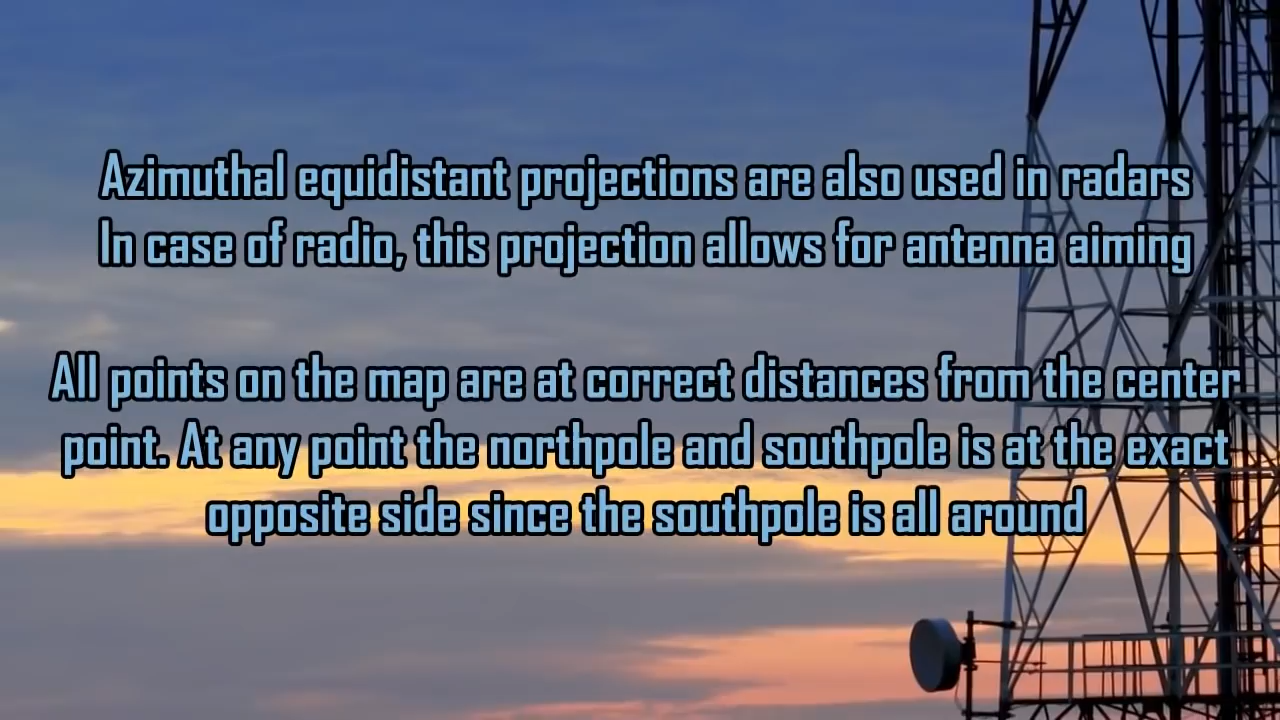 Azimuthal equidistant projections are also used in radars
In case of radio, this projection allows for antenna aiming
All points on the map are at correct distances from the center
point. At any point the northpole and southpole is at the exact
opposite side since the southpole is all around